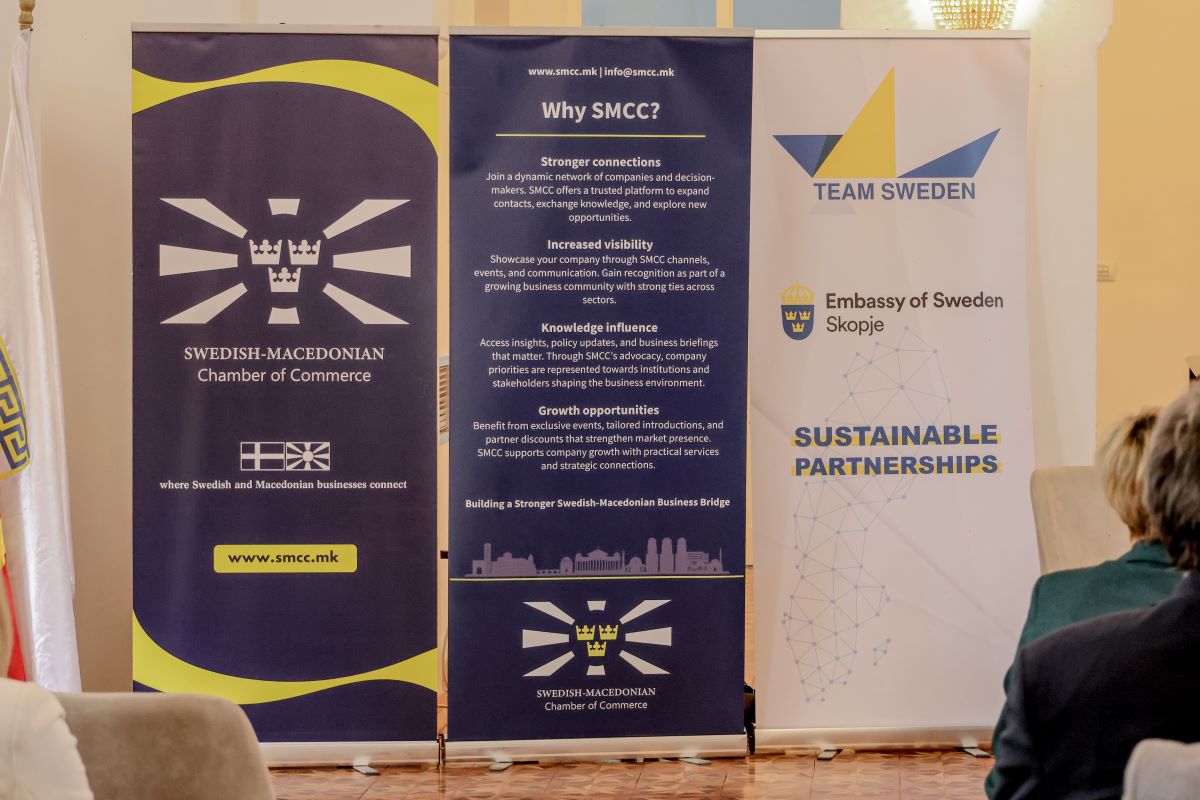 SWEDISH-MACEDONIAN
Chamber of Commerce
where Swedish and Macedonian businesses connect
www.smcc.mk
www.smcc.mk | info@smcc.mk
Why SMCC?
Stronger connections
Join a dynamic network of companies and decision-
makers. SMCC offers a trusted platform to expand
contacts, exchange knowledge, and explore new
opportunities.
Increased visibility
Showcase your company through SMCC channels,
events, and communication. Gain recognition as part of a
growing business community with strong ties across
sectors.
Knowledge influence
Access insights, policy updates, and business briefings
that matter. Through SMCC's advocacy, company
priorities are represented towards institutions and
stakeholders shaping the business environment.
Growth opportunities
Benefit from exclusive events, tailored introductions, and
partner discounts that strengthen market presence.
SMCC supports company growth with practical services
and strategic connections.
Building a Stronger Swedish-Macedonian Business Bridge
SWEDISH-MACEDONIAN
Chamber of Commerce
TEAM SWEDEN
Embassy of Sweden
Skopje
SUSTAINABLE
PARTNERSHIPS